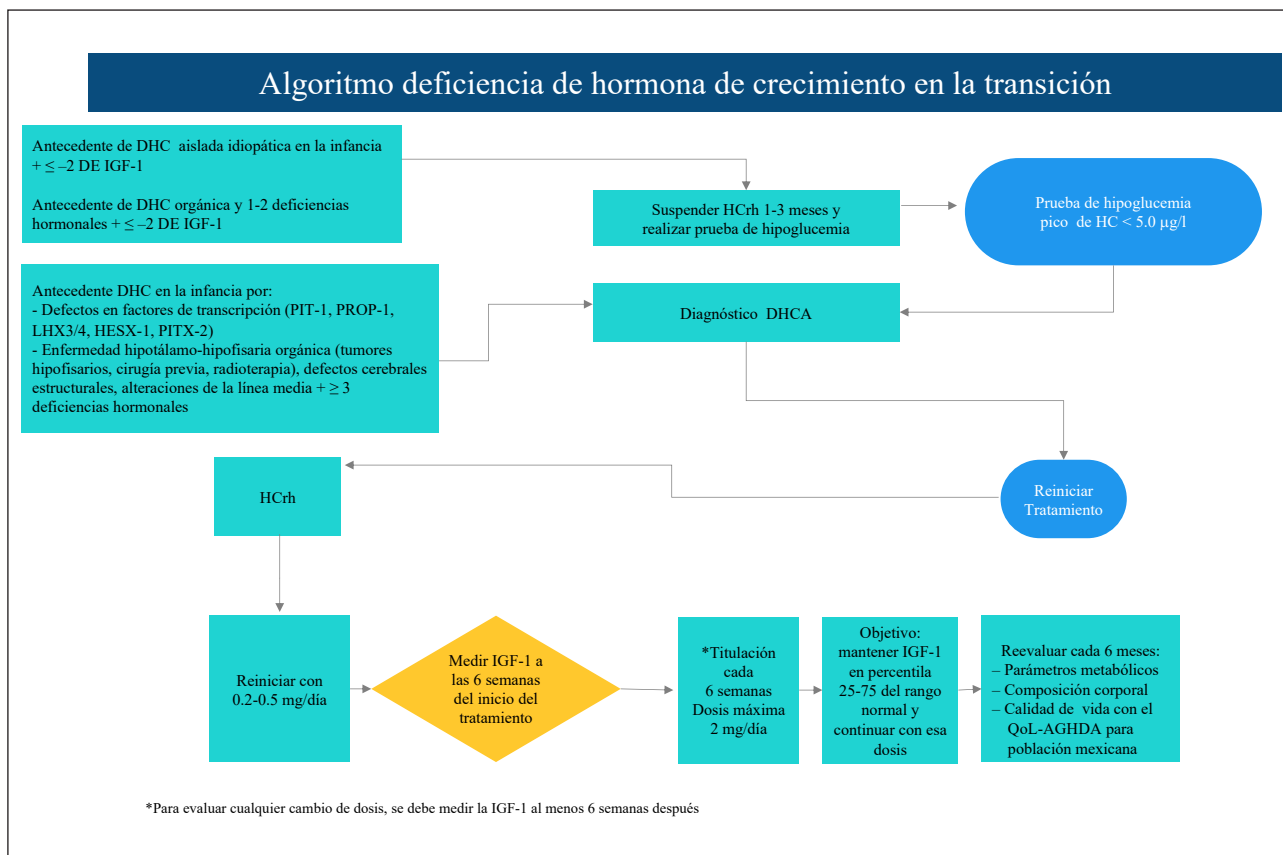 Algoritmo deficiencia de hormona de crecimiento en la transición
Antecedente de DHC aislada idiopática en la infancia
+ ≤ –2 DE IGF-1
Antecedente de DHC orgánica y 1-2 deficiencias
hormonales + ≤ –2 DE IGF-1
Suspender HCrh 1-3 meses y
realizar prueba de hipoglucemia
Prueba de hipoglucemia
pico de HC < 5.0 µg/l
Antecedente DHC en la infancia por:
- Defectos en factores de transcripción (PIT-1, PROP-1,
LHX3/4, HESX-1, PITX-2)
- Enfermedad hipotálamo-hipofisaria orgánica (tumores
hipofisarios, cirugía previa, radioterapia), defectos cerebrales
estructurales, alteraciones de la línea media + ≥ 3
deficiencias hormonales
Diagnóstico DHCA
Reiniciar
Tratamiento
HCrh
Reiniciar con
0.2-0.5 mg/día
Medir IGF-1 a
las 6 semanas
del inicio del
tratamiento
*Titulación
cada
6 semanas
Dosis máxima
2 mg/día
Objetivo:
mantener IGF-1
en percentila
25-75 del rango
normal y
continuar con esa
dosis
Reevaluar cada 6 meses:
– Parámetros metabólicos
– Composición corporal
– Calidad de vida con el
QoL-AGHDA para
población mexicana
*Para evaluar cualquier cambio de dosis, se debe medir la IGF-1 al menos 6 semanas después